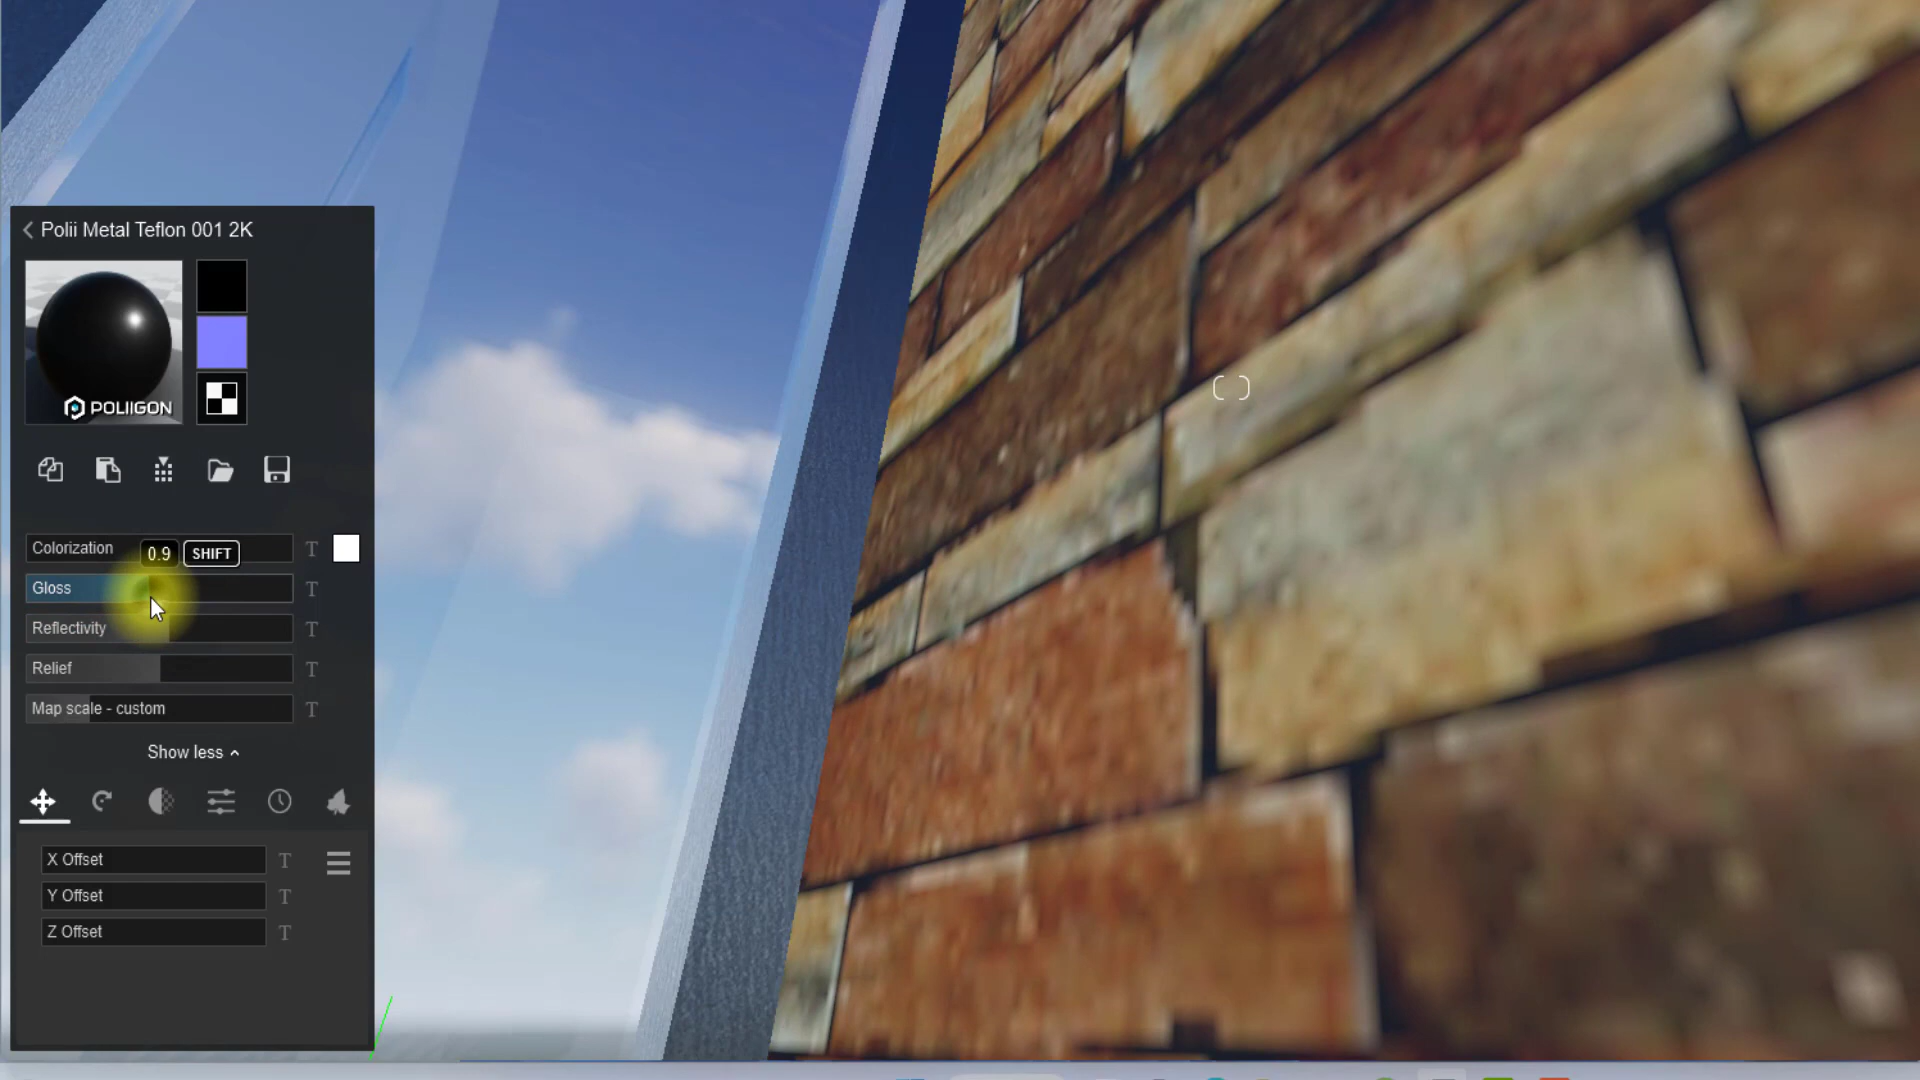 Polii Metal Teflon 001 2K
POLIIGON
Colorization
0.9
SHIFT
T
Gloss
T
Reflectivity
T
Relief
T
Map scale - custom
T
Show less
X Offset
T
Y Offset
T
Z Offset
T